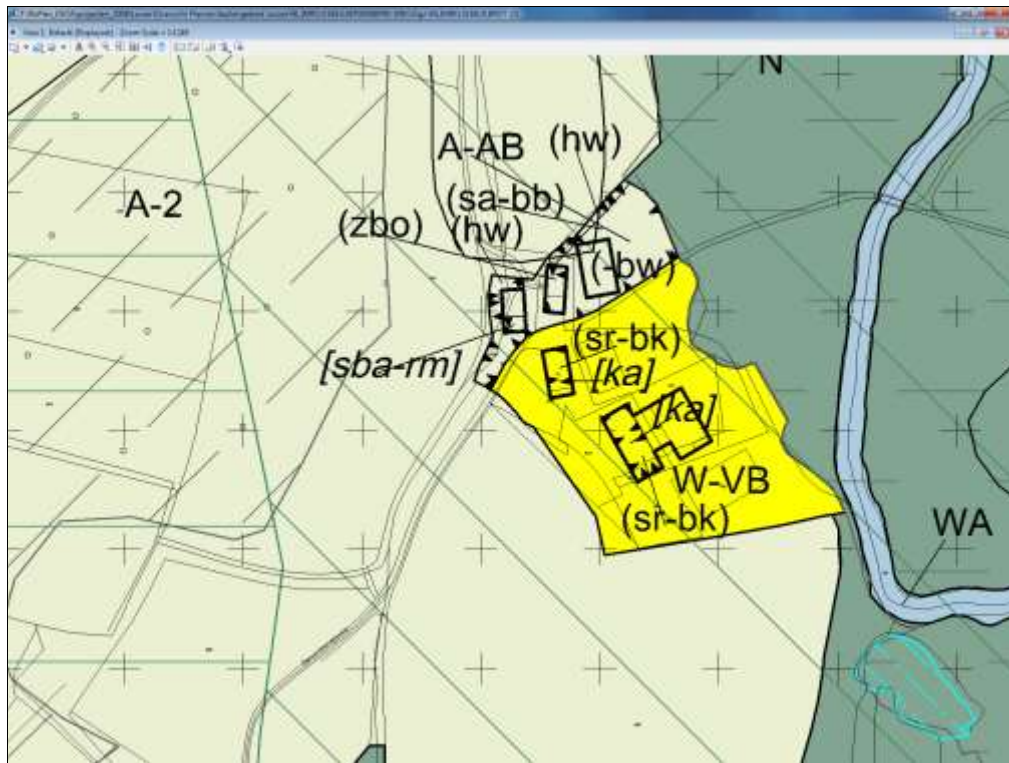 N
A-AB
(hw)
A-2
(sa-bb)
(zbo)
(hw)
(-bw)
(sr-bk)
[sba-rm]
[ka]
[ka]
W-VB
(sr-bk)
WA